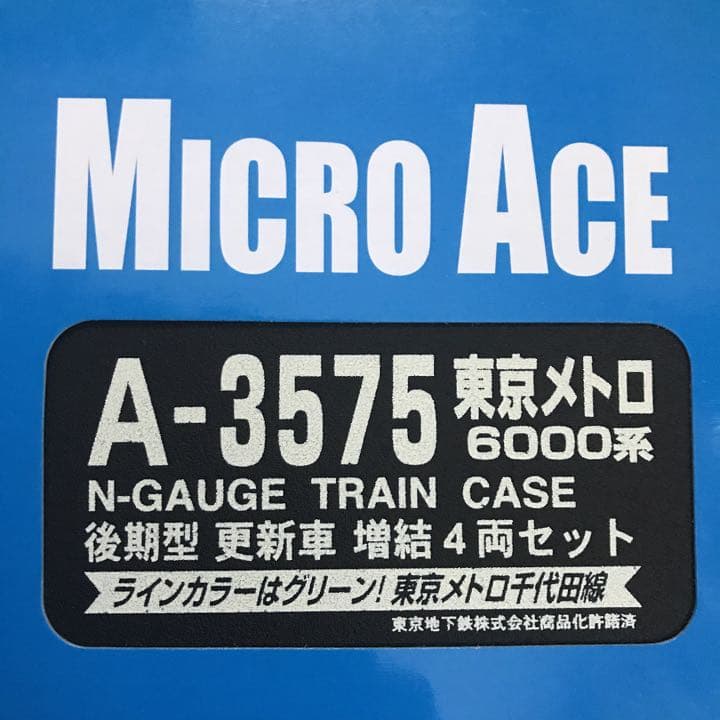 MICRO ACE
A-3575 東京メトロ
6000系
N-GAUGE TRAIN CASE
後期型 更新車 増結4両セット
ラインカラーはグリーン! 東京メトロ千代田線
東京地下鉄株式会社商品化許諾済